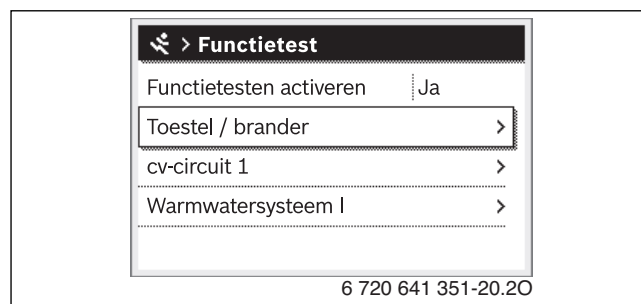 > Functietest
Functietesten activeren Ja
Toestel / brander >
cv-circuit 1 >
Warmwatersysteem I >
6 720 641 351-20.2O